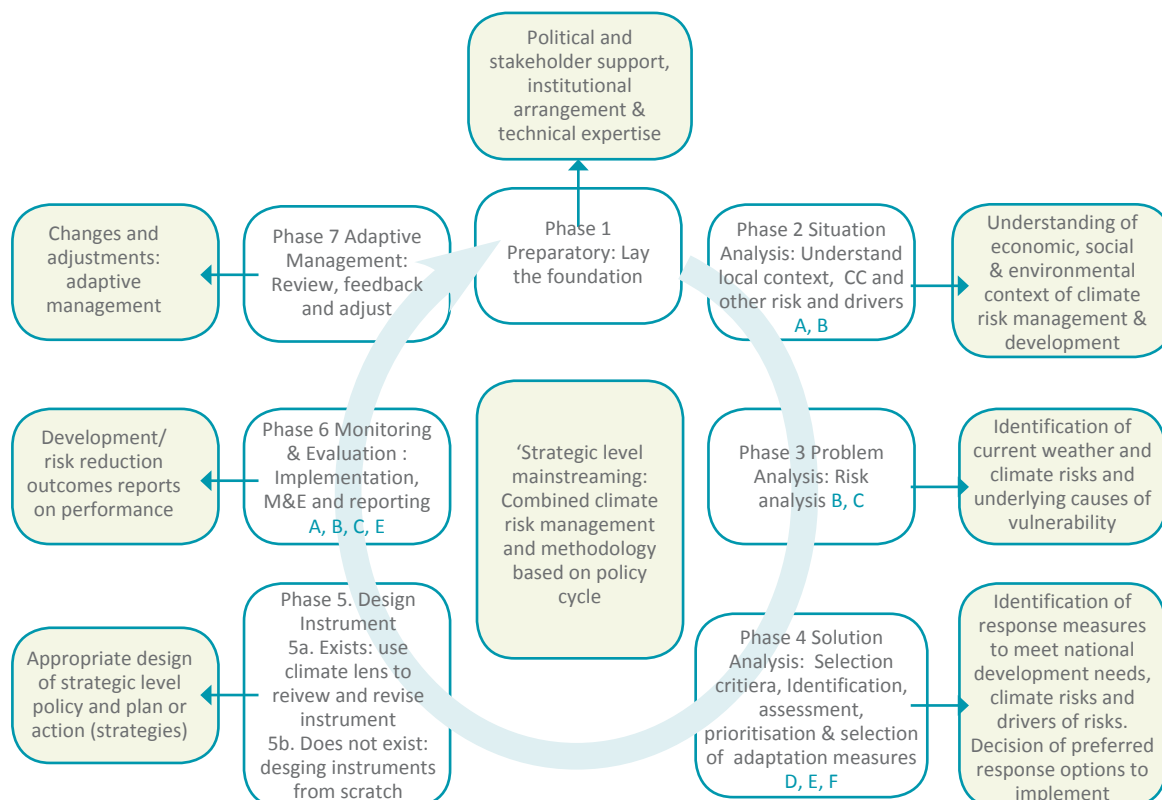 Political and
stakeholder support,
institutional
arrangement &
technical expertise
Phase 1
Preparatory: Lay
the foundation
Phase 2 Situation
Analysis: Understand
local context, CC and
other risk and drivers
A, B
Understanding of
economic, social
& environmental
context of climate
risk management &
development
Phase 3 Problem
Analysis: Risk
analysis B, C
Identification of
current weather and
climate risks and
underlying causes of
vulnerability
Phase 4 Solution
Analysis: Selection
critiera, Identification,
assessment,
prioritisation & selection
of adaptation measures
D, E, F
Identification of
response measures
to meet national
development needs,
climate risks and
drivers of risks.
Decision of preferred
response options to
implement
Phase 5. Design
Instrument
5a. Exists: use
climate lens to
reivew and revise
instrument
5b. Does not exist:
desging instruments
from scratch
Appropriate design
of strategic level
policy and plan or
action (strategies)
Phase 6 Monitoring
& Evaluation :
Implementation,
M&E and reporting
A, B, C, E
Development/
risk reduction
outcomes reports
on performance
Phase 7 Adaptive
Management:
Review, feedback
and adjust
Changes and
adjustments:
adaptive
management
‘Strategic level
mainstreaming:
Combined climate
risk management
and methodology
based on policy
cycle